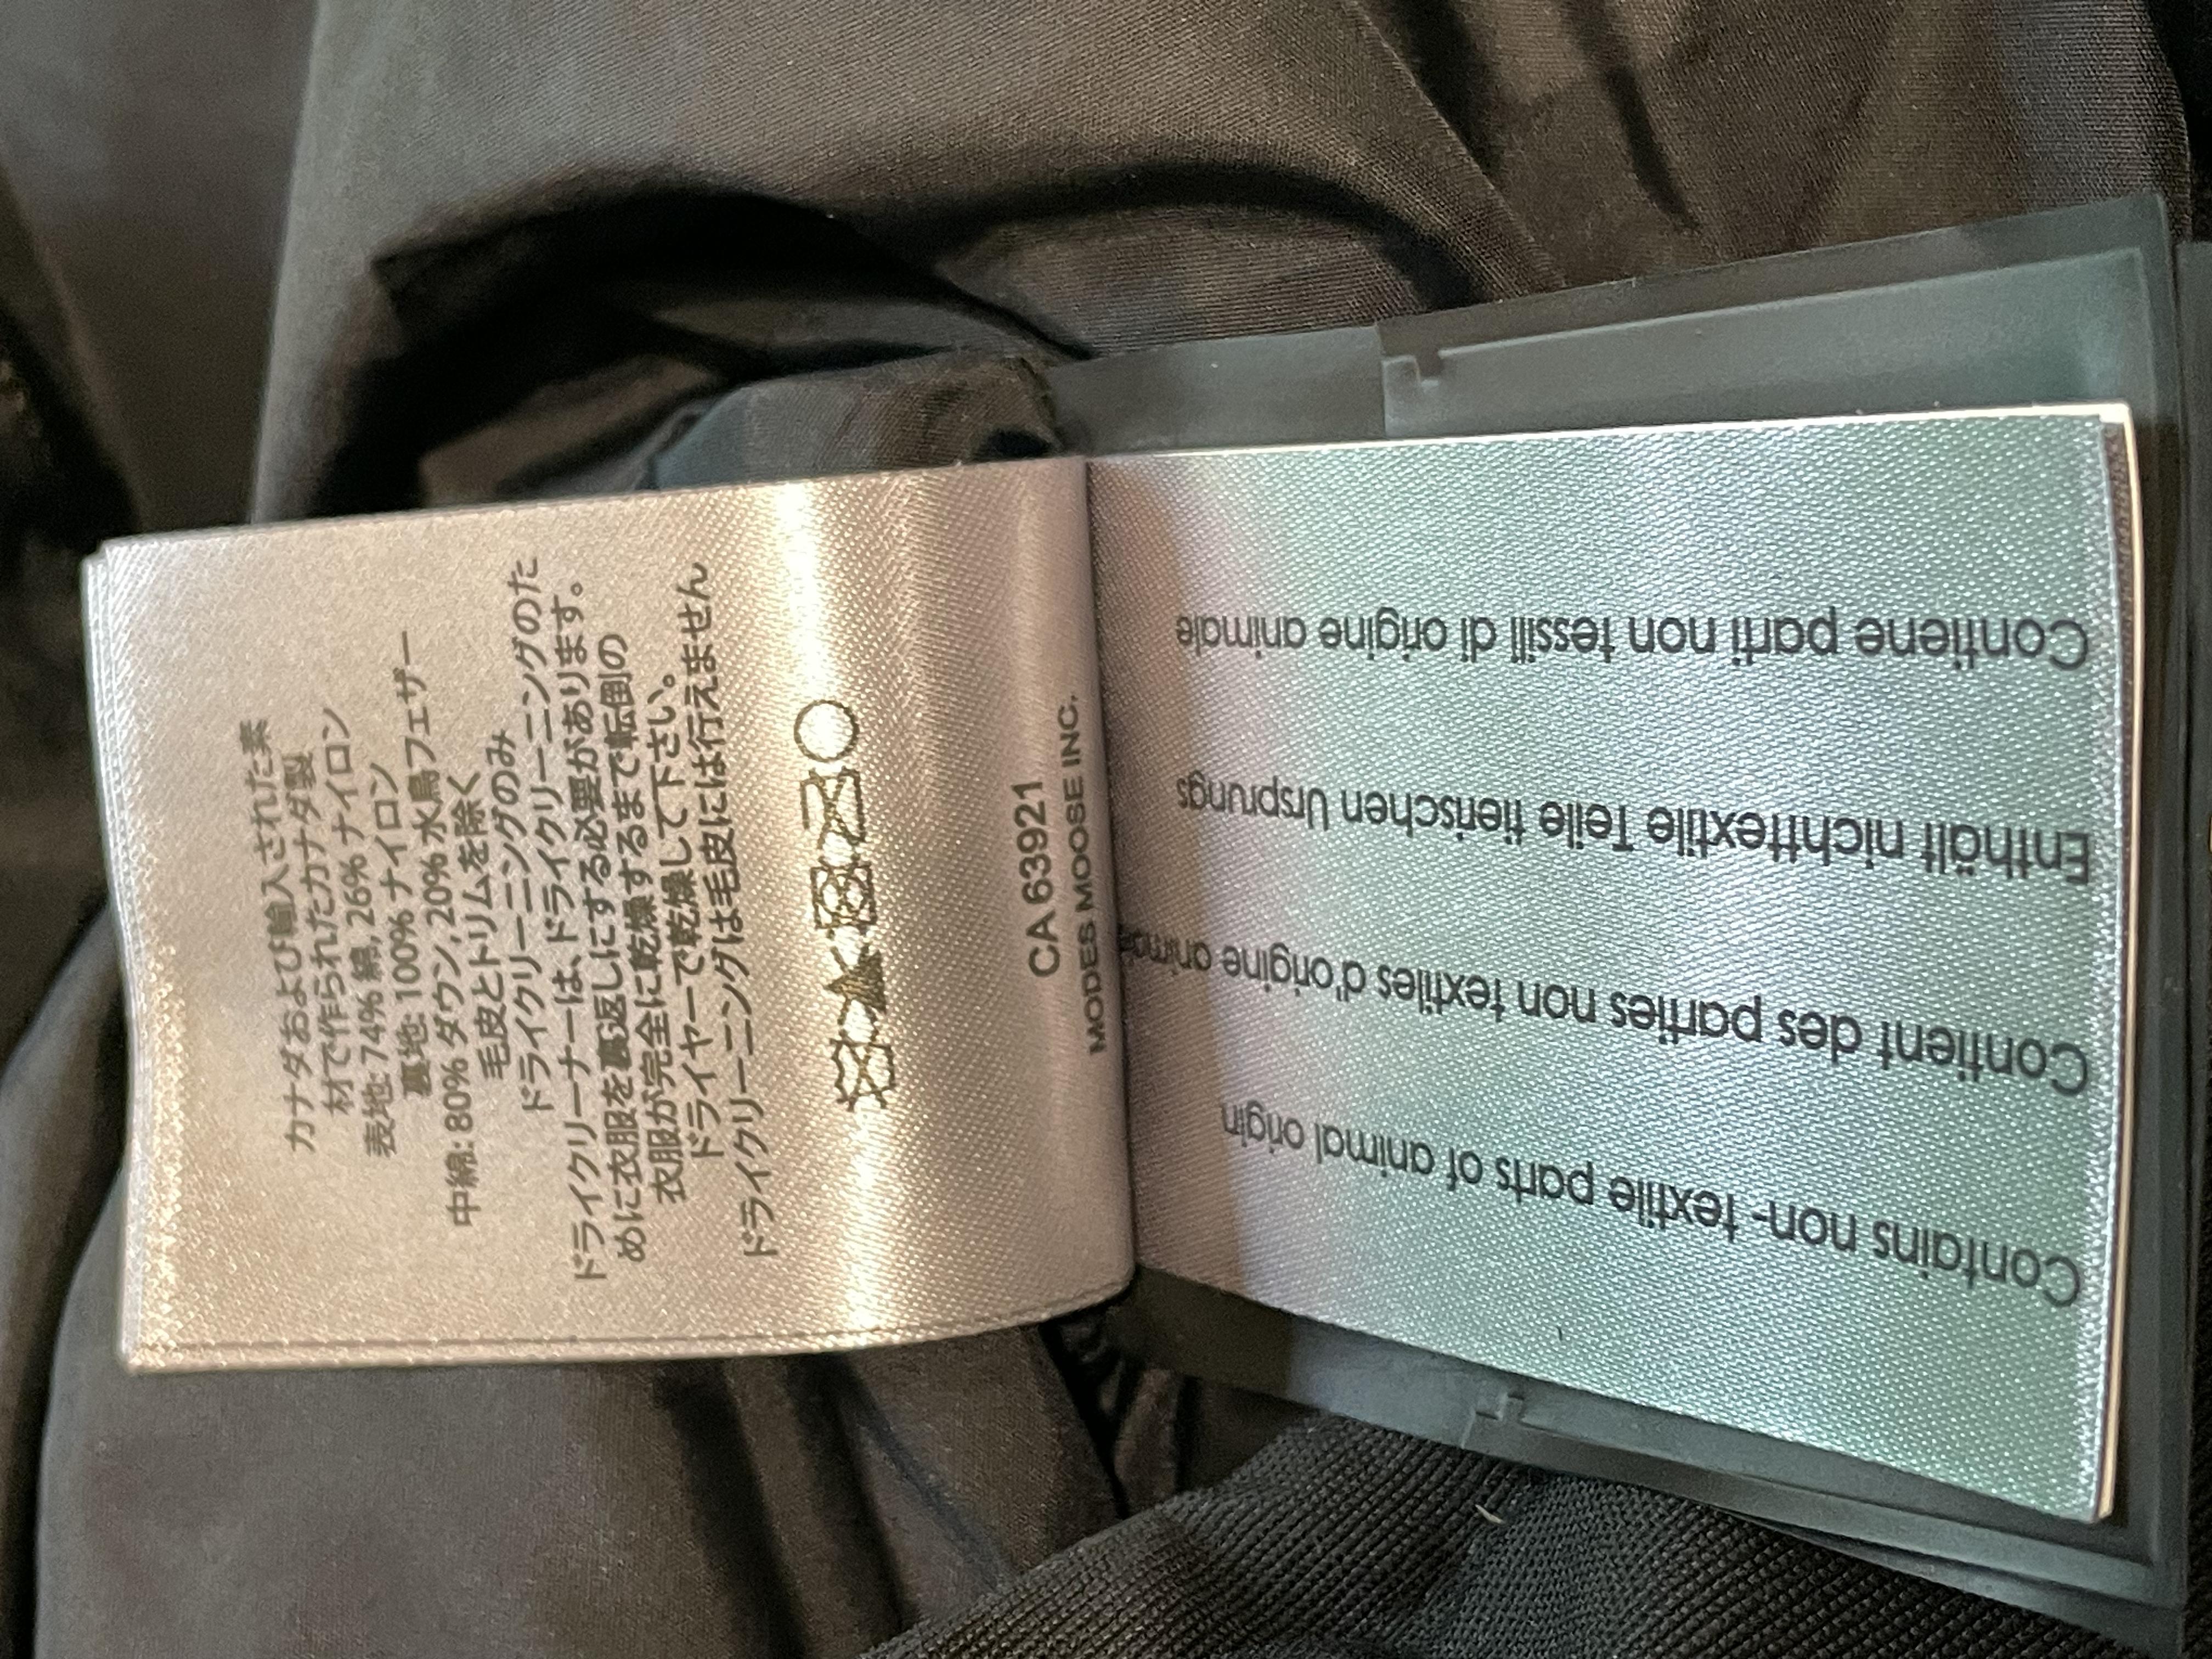 カナダおよび輸入された素
材で作られたカナダ製
表地: 74% 綿, 26% ナイロン
裏地: 100% ナイロン
中綿: 80% ダウン, 20% 水鳥フェザー
毛皮とトリムを除く
ドライクリーニングのみ
ドライクリーナーは、ドライクリーニングのた
めに衣服を裏返しにする必要があります。
衣服が完全に乾燥するまで転倒の
ドライヤーで乾燥して下さい。
ドライクリーニングは毛皮には行えません
CA 63921
MODES MOOSE INC.
Contains non- textile parts of animal origin
Contient des parties non textiles d'origine anima
Enthält nichttextile Teile tierischen Ursprungs
Contiene parti non tessili di origine animale